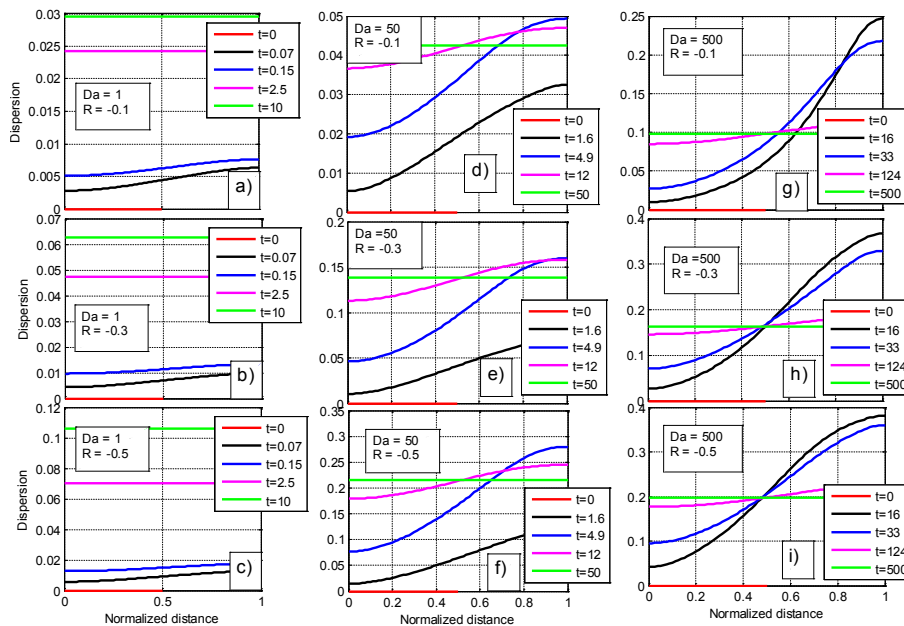 Dispersion
0.03
0.025
0.02
0.015
0.01
0.005
0
Da = 1
R = -0.1
t=0
t=0.07
t=0.15
t=2.5
t=10
a)
Dispersion
0.07
0.06
0.05
0.04
0.03
0.02
0.01
0
Da = 1
R = -0.3
t=0
t=0.07
t=0.15
t=2.5
t=10
b)
Dispersion
0.12
0.1
0.08
0.06
0.04
0.02
0
Da = 1
R = -0.5
t=0
t=0.07
t=0.15
t=2.5
t=10
c)
0 0.5 1
Normalized distance
0.05
0.04
0.03
0.02
0.01
0
Da = 50
R = -0.1
t=0
t=1.6
t=4.9
t=12
t=50
d)
0.2
0.15
0.1
0.05
0
Da =50
R = -0.3
t=0
t=1.6
t=4.9
t=12
t=50
e)
0.35
0.3
0.25
0.2
0.15
0.1
0.05
0
Da = 50
R = -0.5
t=0
t=1.6
t=4.9
t=12
t=50
f)
0 0.2 0.4 0.6 0.8 1
Normalized distance
0.25
0.2
0.15
0.1
0.05
0
Da = 500
R = -0.1
t=0
t=16
t=33
t=124
t=500
g)
0.4
0.3
0.2
0.1
0
Da =500
R = -0.3
t=0
t=16
t=33
t=124
t=500
h)
0.4
0.3
0.2
0.1
0
Da = 500
R = -0.5
t=0
t=16
t=33
t=124
t=500
i)
0 0.2 0.4 0.6 0.8 1
Normalized distance